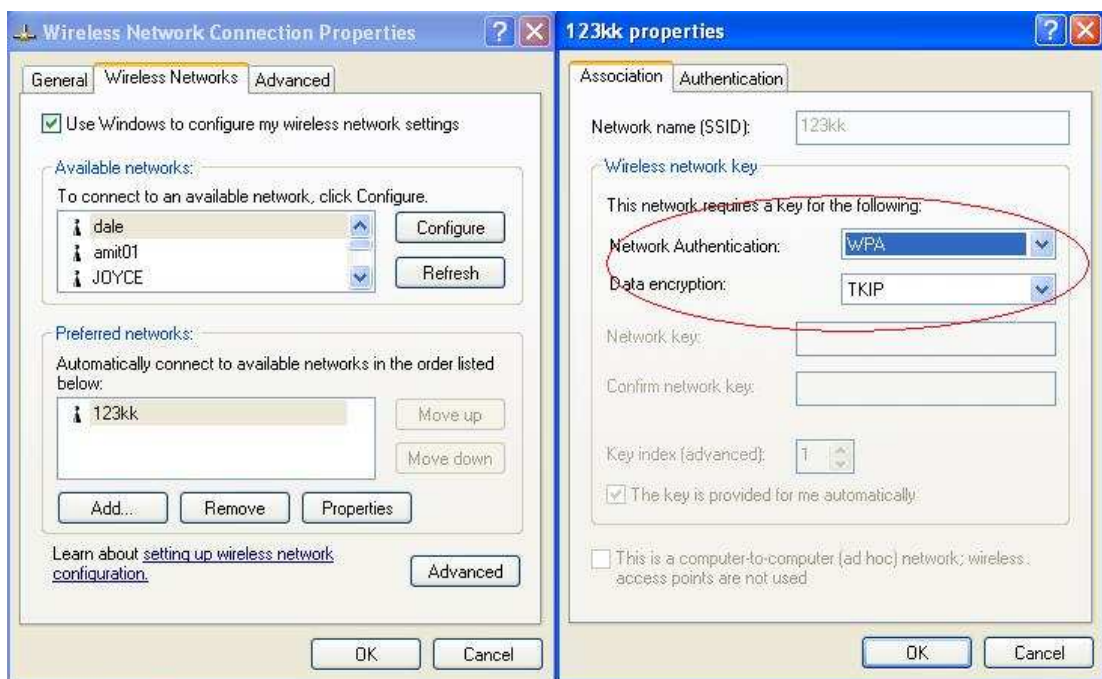 Wireless Network Connection Properties
General
Wireless Networks
Advanced
Use Windows to configure my wireless network settings
Available networks:
To connect to an available network, click Configure.
dale
amit01
JOYCE
Configure
Refresh
Preferred networks:
Automatically connect to available networks in the order listed
below:
123kk
Move up
Move down
Add...
Remove
Properties
Learn about setting up wireless network
configuration.
Advanced
OK
Cancel
123kk properties
Association
Authentication
Network name (SSID):
123kk
Wireless network key
This network requires a key for the following:
Network Authentication:
WPA
Data encryption:
TKIP
Network key:
Confirm network key:
Key index (advanced):
1
The key is provided for me automatically
This is a computer-to-computer (ad hoc) network; wireless
access points are not used
OK
Cancel